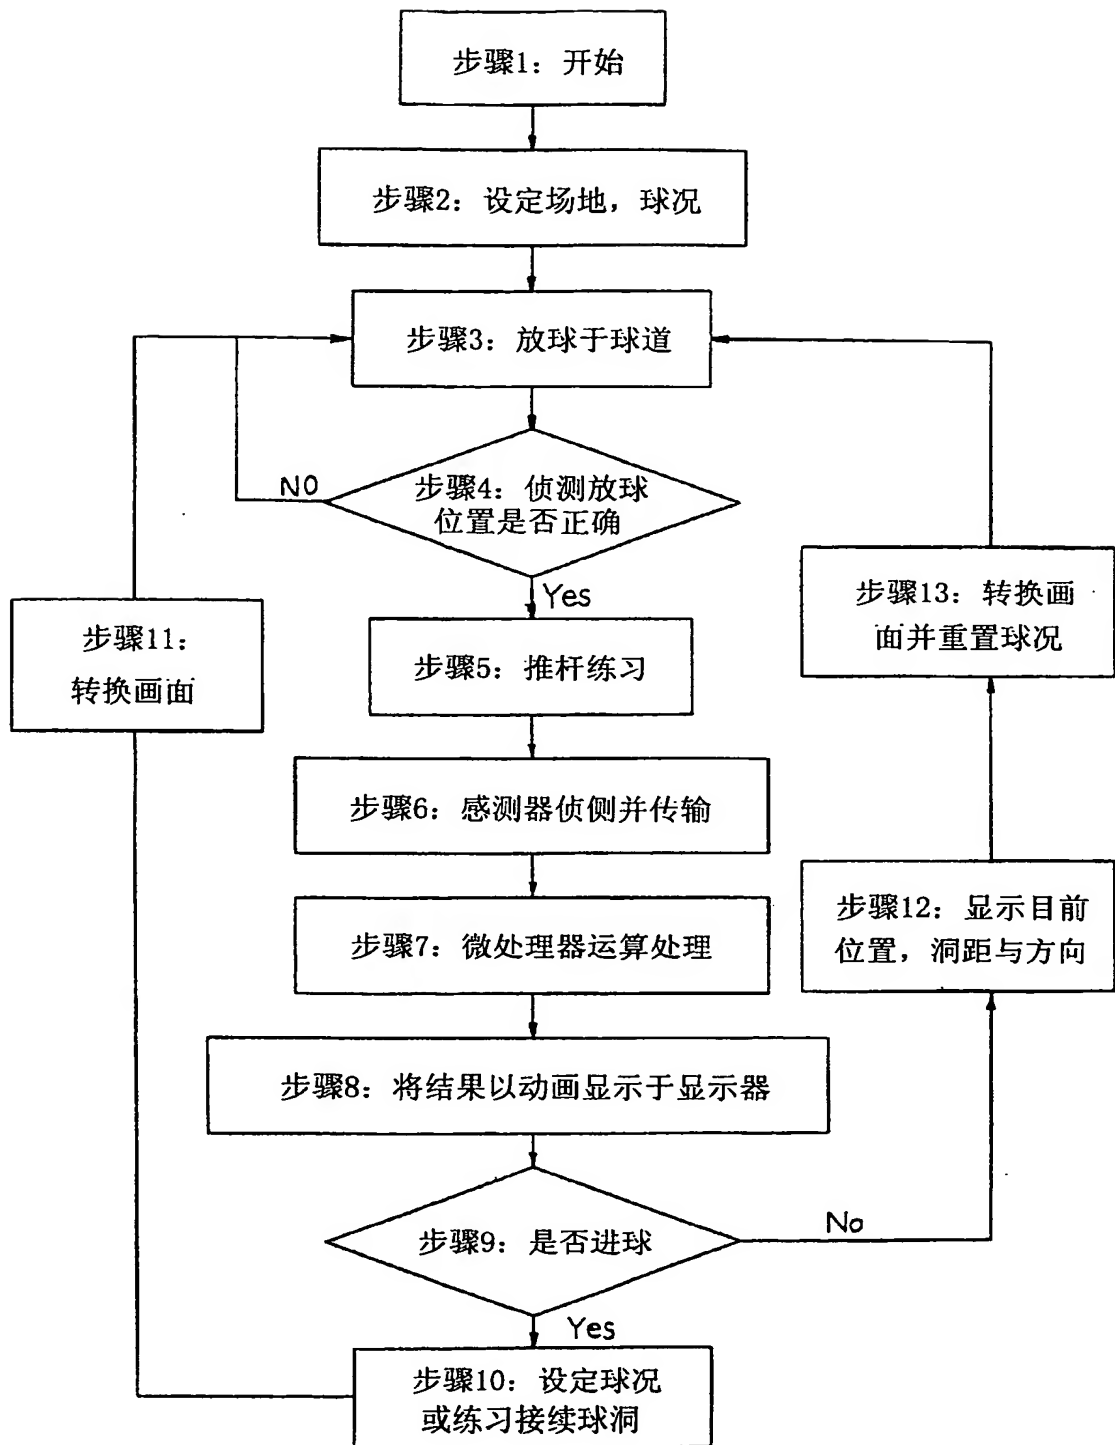 步骤1：开始
步骤2：设定场地，球况
步骤3：放球于球道
NO
步骤4：侦测放球
位置是否正确
Yes
步骤5：推杆练习
步骤6：感测器侦侧并传输
步骤7：微处理器运算处理
步骤8：将结果以动画显示于显示器
步骤9：是否进球
No
Yes
步骤10：设定球况
或练习接续球洞
步骤11：
转换画面
步骤12：显示目前
位置，洞距与方向
步骤13：转换画
面并重置球况